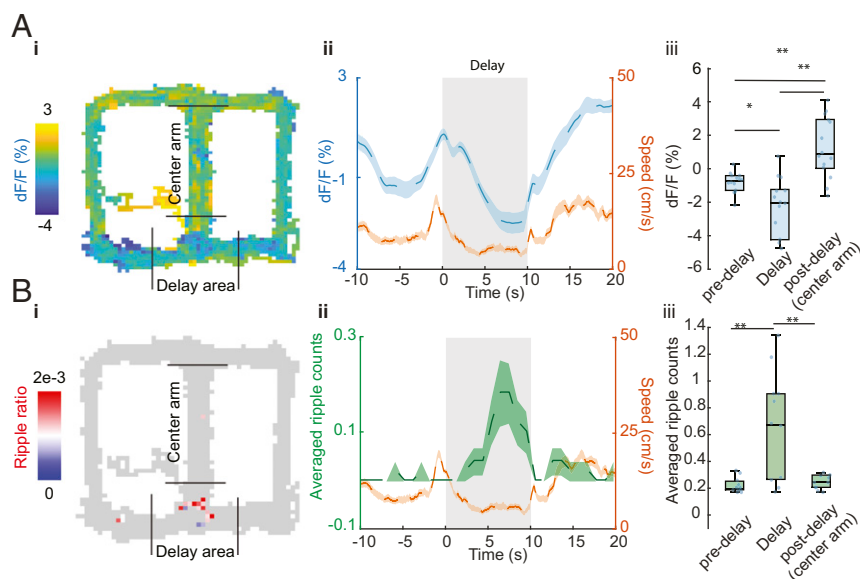 A
i
ii
iii
3
dF/F (%)
-4
Center arm
Delay area
Delay
3
-1
-4
dF/F (%)
50
25
0
Speed (cm/s)
-10 -5 0 5 10 15 20
Time (s)
**
**
*
6
4
2
0
-2
-4
-6
dF/F (%)
pre-delay
Delay
post-delay
(center arm)
B
i
ii
iii
2e-3
Ripple ratio
0
Center arm
Delay area
0.3
0.1
-0.1
Averaged ripple counts
50
25
0
Speed (cm/s)
-10 -5 0 5 10 15 20
Time (s)
**
**
1.4
1.2
1
0.8
0.6
0.4
0.2
0
Averaged ripple counts
pre-delay
Delay
post-delay
(center arm)